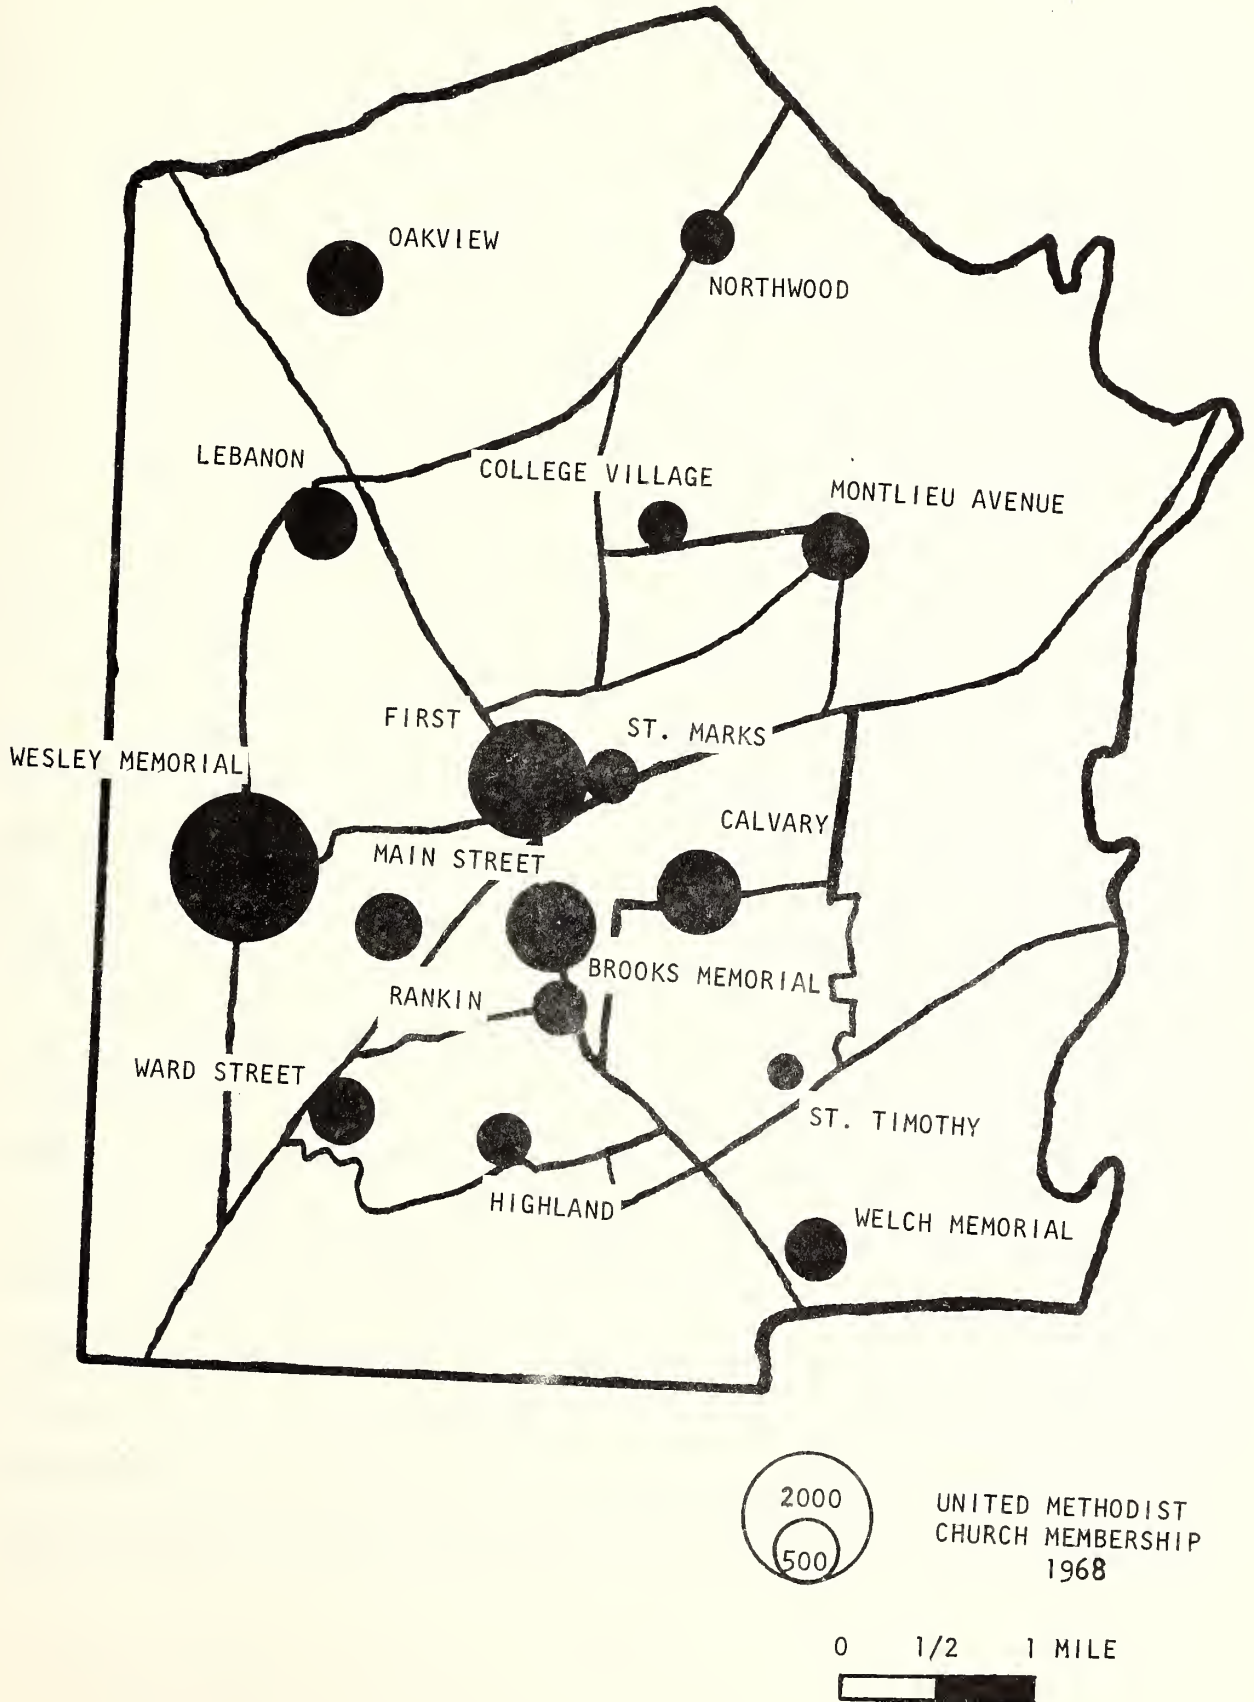 OAKVIEW
NORTHWOOD
LEBANON
COLLEGE VILLAGE
MONTLIEU AVENUE
FIRST
ST. MARKS
WESLEY MEMORIAL
CALVARY
MAIN STREET
BROOKS MEMORIAL
RANKIN
WARD STREET
ST. TIMOTHY
HIGHLAND
WELCH MEMORIAL
2000
500
UNITED METHODIST
CHURCH MEMBERSHIP
1968
0 1/2 1 MILE